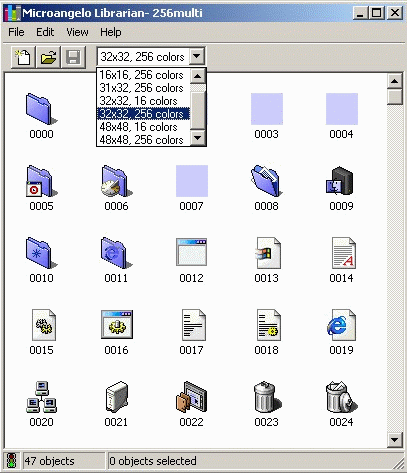 Microangelo Librarian- 256multi
File Edit View Help
32x32, 256 colors
16x16, 256 colors
31x32, 256 colors
32x32, 16 colors
32x32, 256 colors
48x48, 16 colors
48x48, 256 colors
0000 0003 0004
0005 0006 0007 0008 0009
0010 0011 0012 0013 0014
0015 0016 0017 0018 0019
0020 0021 0022 0023 0024
47 objects 0 objects selected